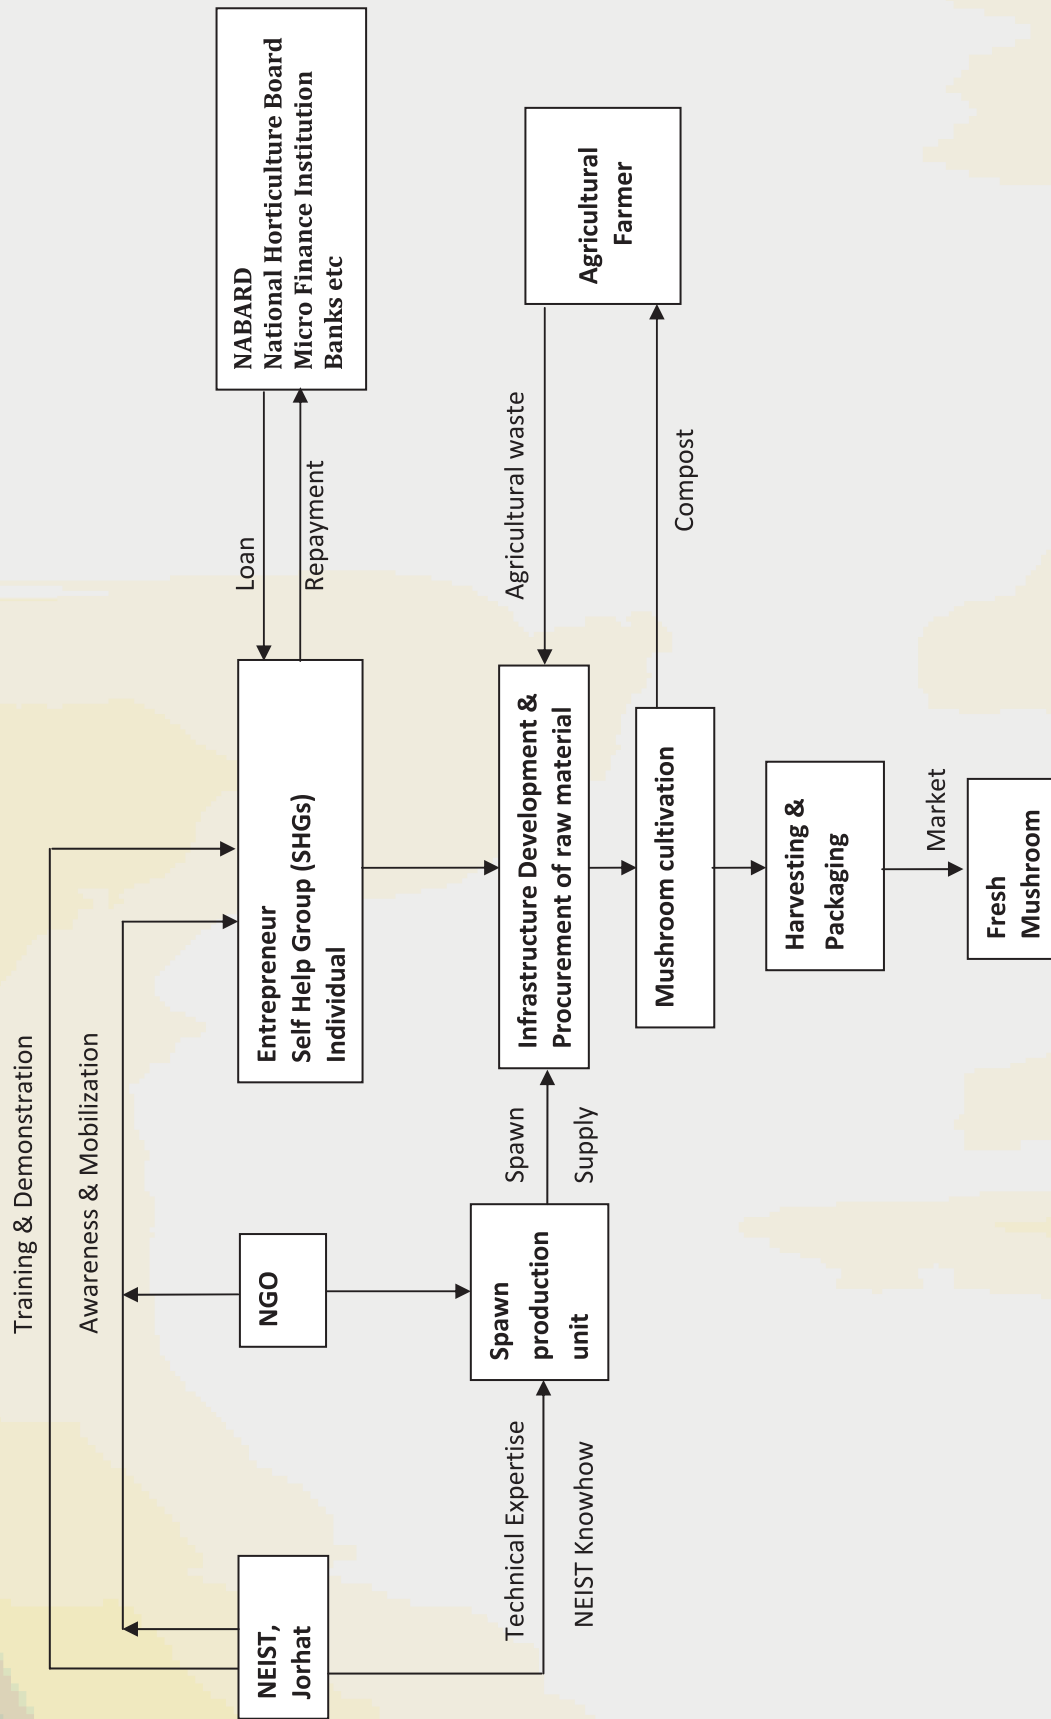 Training & Demonstration
Awareness & Mobilization
NEIST,
Jorhat
NGO
Entrepreneur
Self Help Group (SHGs)
Individual
Loan
Repayment
NABARD
National Horticulture Board
Micro Finance Institution
Banks etc
Technical Expertise
NEIST Knowhow
Spawn
production
unit
Spawn
Supply
Infrastructure Development &
Procurement of raw material
Agricultural waste
Agricultural
Farmer
Mushroom cultivation
Compost
Harvesting &
Packaging
Market
Fresh
Mushroom